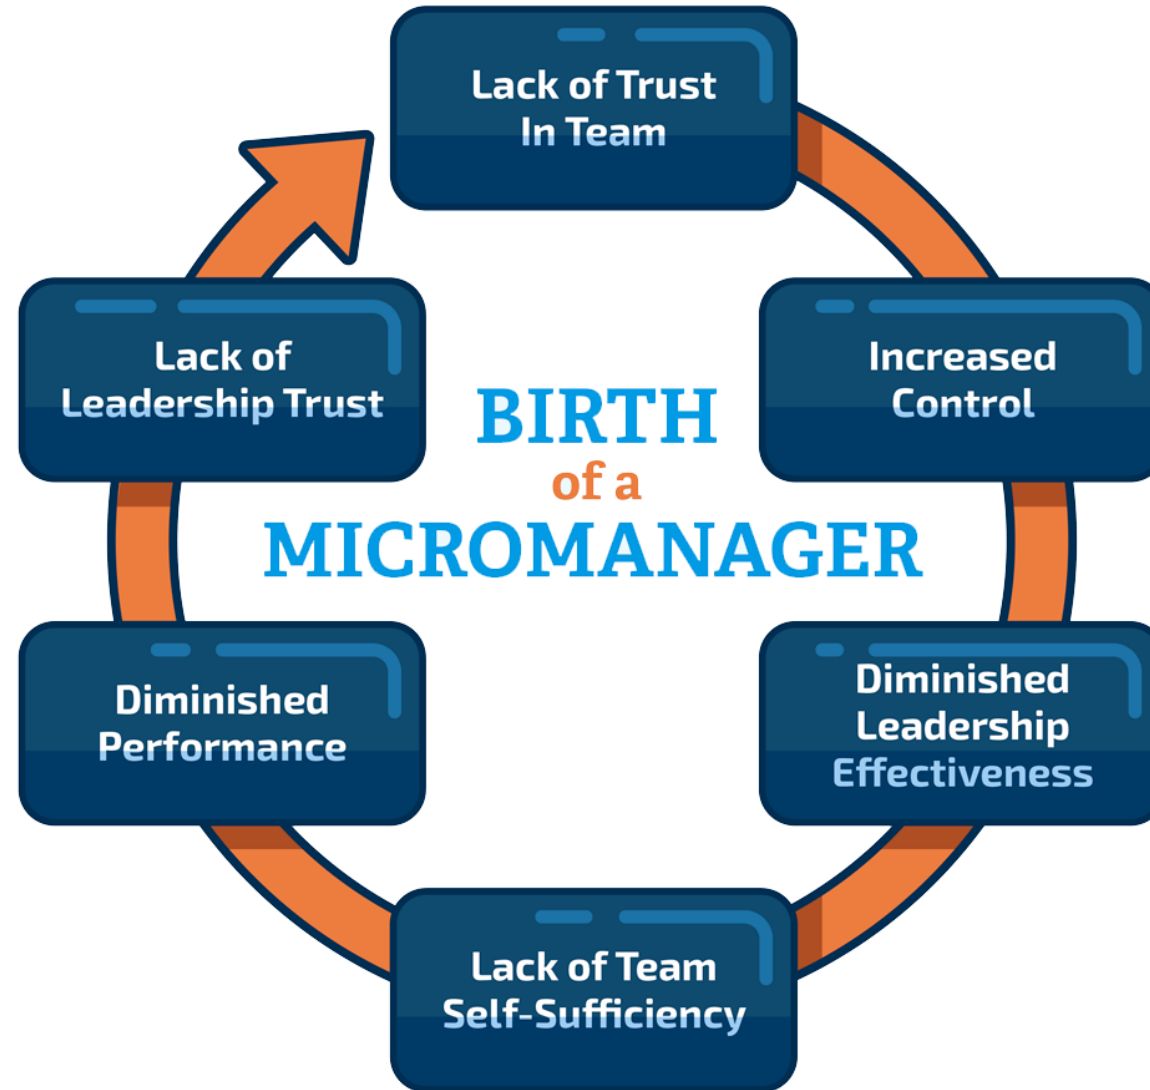 Lack of Trust
In Team
Increased
Control
Diminished
Leadership
Effectiveness
Lack of Team
Self-Sufficiency
Diminished
Performance
Lack of
Leadership Trust
BIRTH
of a
MICROMANAGER